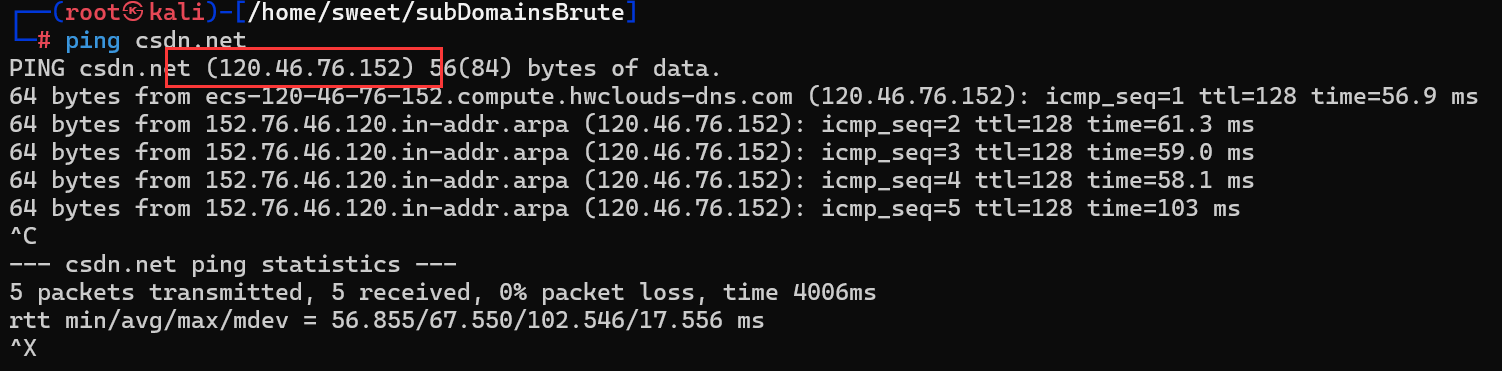 ┌──(root㉿kali)-[/home/sweet/subDomainsBrute]
└─# ping csdn.net
PING csdn.net (120.46.76.152) 56(84) bytes of data.
64 bytes from ecs-120-46-76-152.compute.hwclouds-dns.com (120.46.76.152): icmp_seq=1 ttl=128 time=56.9 ms
64 bytes from 152.76.46.120.in-addr.arpa (120.46.76.152): icmp_seq=2 ttl=128 time=61.3 ms
64 bytes from 152.76.46.120.in-addr.arpa (120.46.76.152): icmp_seq=3 ttl=128 time=59.0 ms
64 bytes from 152.76.46.120.in-addr.arpa (120.46.76.152): icmp_seq=4 ttl=128 time=58.1 ms
64 bytes from 152.76.46.120.in-addr.arpa (120.46.76.152): icmp_seq=5 ttl=128 time=103 ms
^C
--- csdn.net ping statistics ---
5 packets transmitted, 5 received, 0% packet loss, time 4006ms
rtt min/avg/max/mdev = 56.855/67.550/102.546/17.556 ms
^X